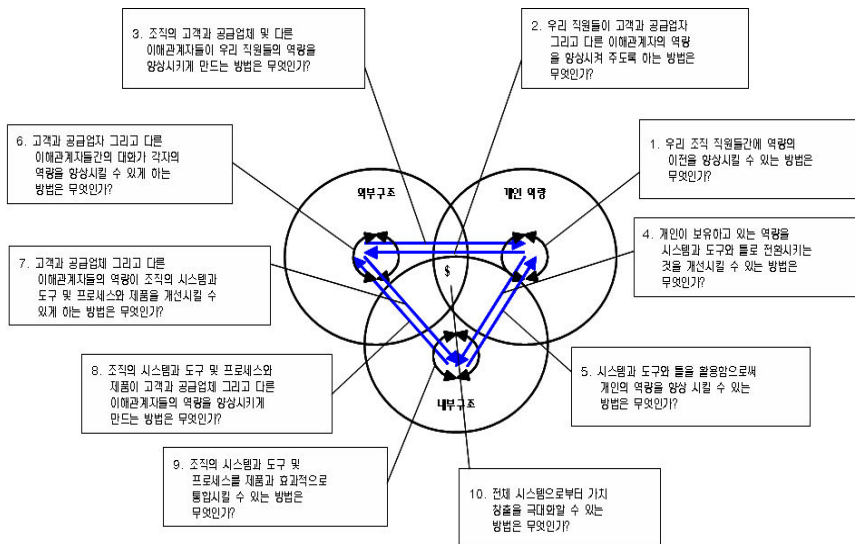 3. 조직의 고객과 공급업체 및 다른
이해관계자들이 우리 직원들의 역량을
향상시키게 만드는 방법은
무엇인가?
2. 우리 직원들이 고객과 공급업자
그리고 다른 이해관계자의 역량
을 향상시켜 주도록 하는 방법은
무엇인가?
6. 고객과 공급업자 그리고 다른
이해관계자들간의 대화가 각자의
역량을 향상시킬 수 있게 하는
방법은 무엇인가?
1. 우리 조직 직원들간에 역량의
이전을 향상시킬 수 있는 방법은
무엇인가?
외부구조
개인 역량
4. 개인이 보유하고 있는 역량을
시스템과 도구와 틀로 전환시키는
것을 개선시킬 수 있는 방법은
무엇인가?
7. 고객과 공급업체 그리고 다른
이해관계자들의 역량이 조직의 시스템과
도구 및 프로세스와 제품을 개선시킬 수
있게 하는 방법은 무엇인가?
$
8. 조직의 시스템과 도구 및 프로세스와
제품이 고객과 공급업체 그리고 다른
이해관계자들의 역량을 향상시키게
만드는 방법은 무엇인가?
5. 시스템과 도구와 틀을 활용함으로써
개인의 역량을 향상 시킬 수 있는
방법은 무엇인가?
내부구조
9. 조직의 시스템과 도구 및
프로세스를 제품과 효과적으로
통합시킬 수 있는 방법은
무엇인가?
10. 전체 시스템으로부터 가치
창출을 극대화할 수 있는
방법은 무엇인가?